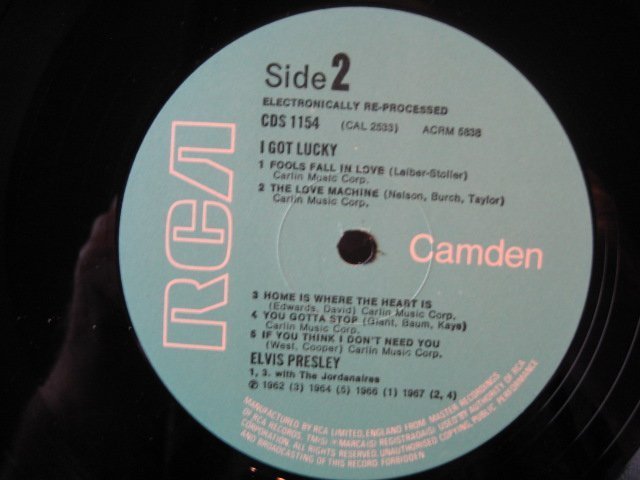 Side 2
ELECTRONICALLY RE-PROCESSED
CDS 1154 (CAL 2533) ACRM 5838
I GOT LUCKY
1 FOOLS FALL IN LOVE (Leiber-Stoller)
Carlin Music Corp.
2 THE LOVE MACHINE (Nelson, Burch, Taylor)
Carlin Music Corp.
RCA
Camden
3 HOME IS WHERE THE HEART IS
(Edwards, David) Carlin Music Corp.
4 YOU GOTTA STOP (Giant, Baum, Kaye)
Carlin Music Corp.
5 IF YOU THINK I DON'T NEED YOU
(West, Cooper) Carlin Music Corp.
ELVIS PRESLEY
1, 3. with The Jordanaires
℗ 1962 (3) 1964 (5) 1966 (1) 1967 (2, 4)
MANUFACTURED BY RCA LIMITED, ENGLAND FROM MASTER RECORDINGS
OF RCA RECORDS. TM(S) ® MARCA(S) REGISTRADA(S) USED BY AUTHORITY OF RCA
CORPORATION. ALL RIGHTS RESERVED. UNAUTHORISED COPYING, PUBLIC PERFORMANCE
AND BROADCASTING OF THIS RECORD FORBIDDEN